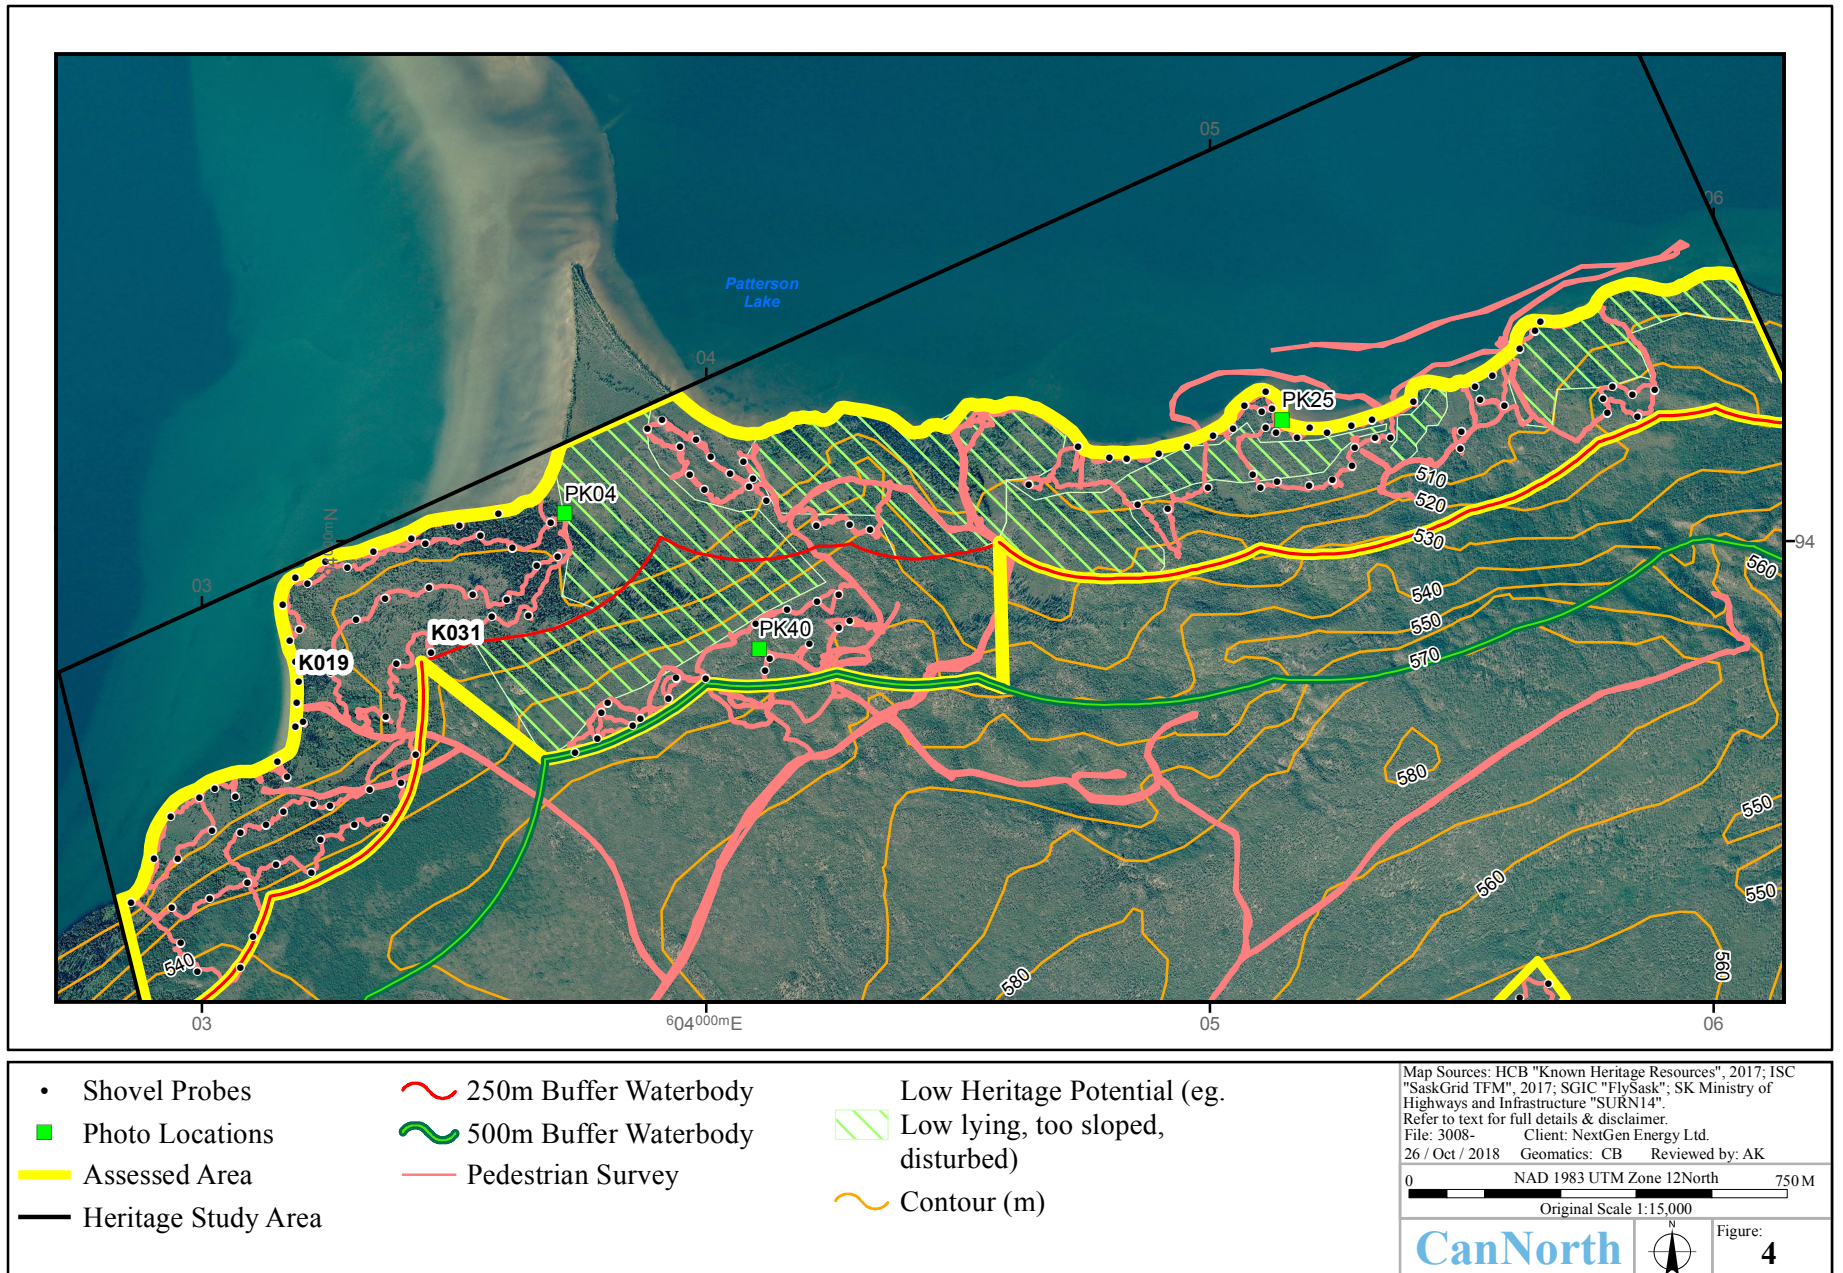 05
06
Patterson
Lake
04
PK25
510
520
530
94
560
PK04
03
K031
K019
PK40
540
550
570
580
550
560
550
540
580
560
03
604000mE
05
06
Shovel Probes
Photo Locations
Assessed Area
Heritage Study Area
250m Buffer Waterbody
500m Buffer Waterbody
Pedestrian Survey
Low Heritage Potential (eg.
Low lying, too sloped,
disturbed)
Contour (m)
Map Sources: HCB "Known Heritage Resources", 2017; ISC
"SaskGrid TFM", 2017; SGIC "FlySask"; SK Ministry of
Highways and Infrastructure "SURN14".
Refer to text for full details & disclaimer.
File: 3008- Client: NextGen Energy Ltd.
26 / Oct / 2018 Geomatics: CB Reviewed by: AK
NAD 1983 UTM Zone 12North
0 750 M
Original Scale 1:15,000
CanNorth
N
Figure:
4